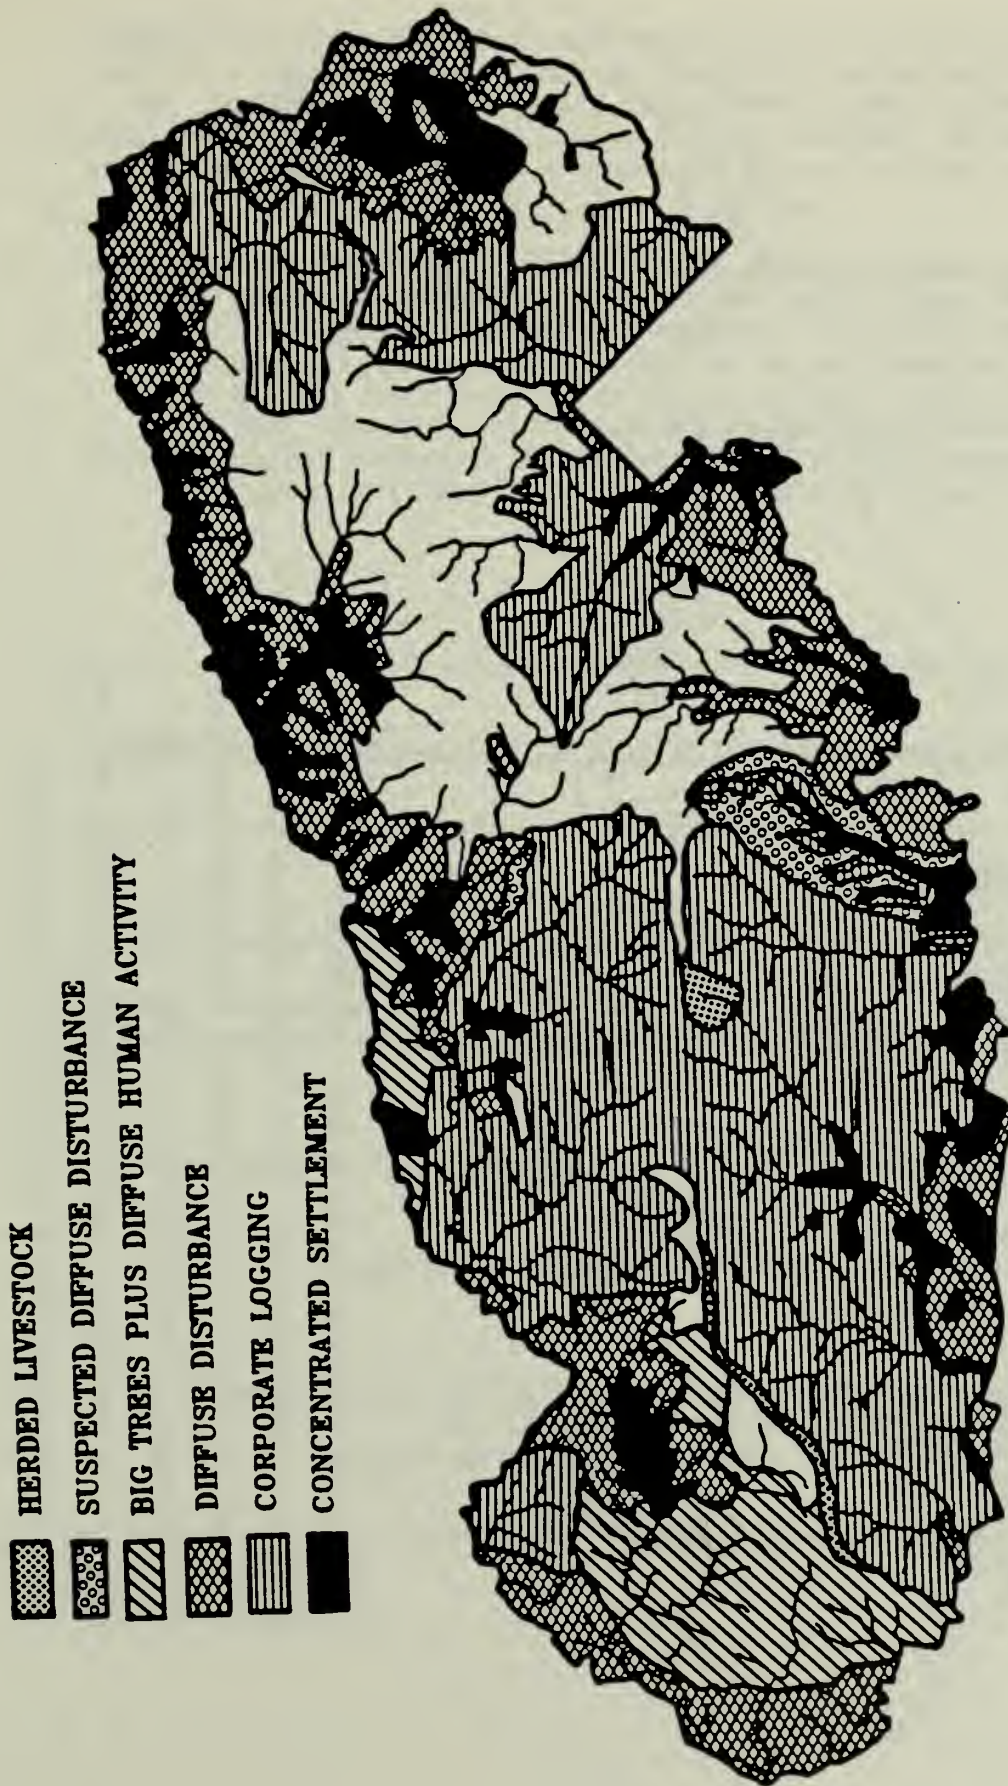 HERDED LIVESTOCK
SUSPECTED DIFFUSE DISTURBANCE
BIG TREES PLUS DIFFUSE HUMAN ACTIVITY
DIFFUSE DISTURBANCE
CORPORATE LOGGING
CONCENTRATED SETTLEMENT